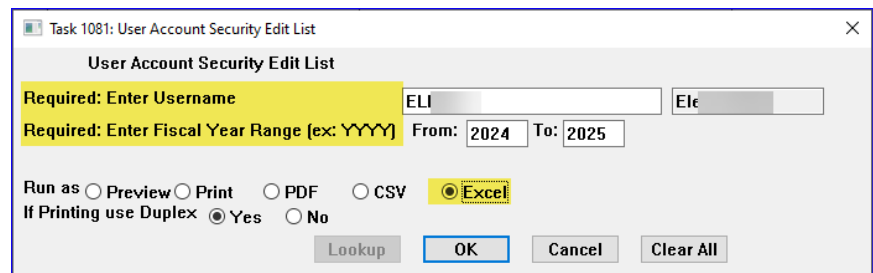 Task 1081: User Account Security Edit List
User Account Security Edit List
Required: Enter Username
Required: Enter Fiscal Year Range (ex: YYYY) From: 2024 To: 2025
Run as Preview Print PDF CSV Excel
If Printing use Duplex Yes No
Lookup OK Cancel Clear All